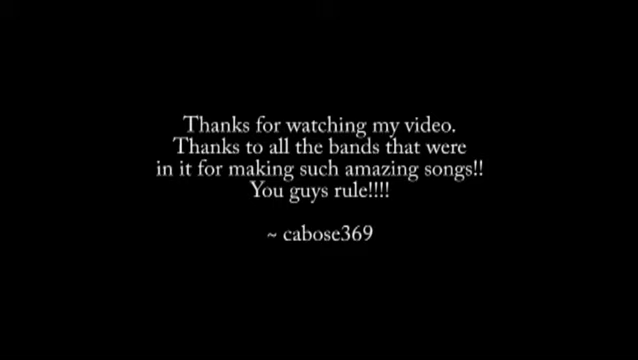 Thanks for watching my video.
Thanks to all the bands that were
in it for making such amazing songs!!
You guys rule!!!!
~ cabose369